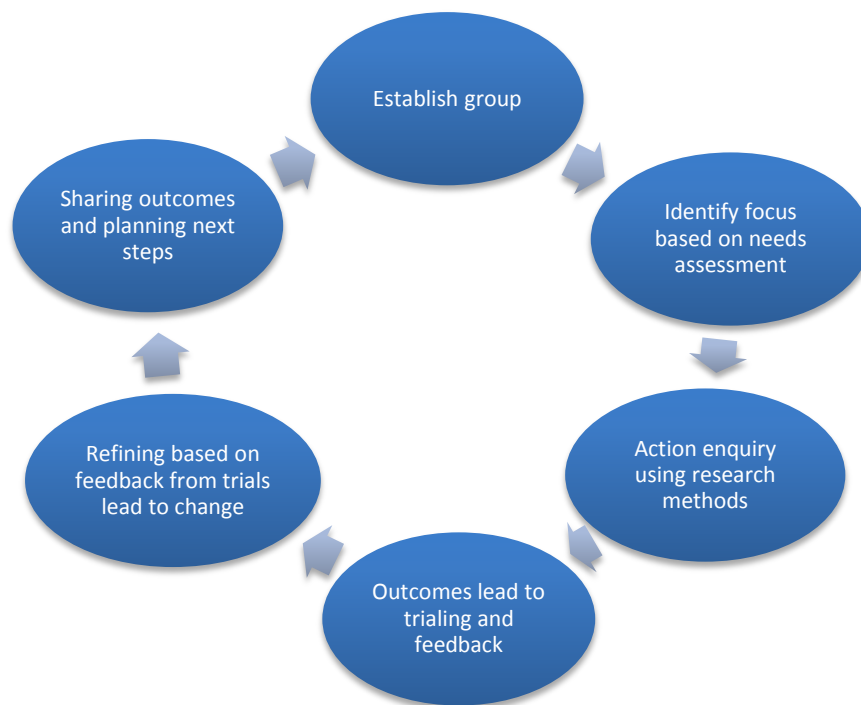 Establish group
Identify focus
based on needs
assessment
Action enquiry
using research
methods
Outcomes lead to
trialing and
feedback
Refining based on
feedback from trials
lead to change
Sharing outcomes
and planning next
steps